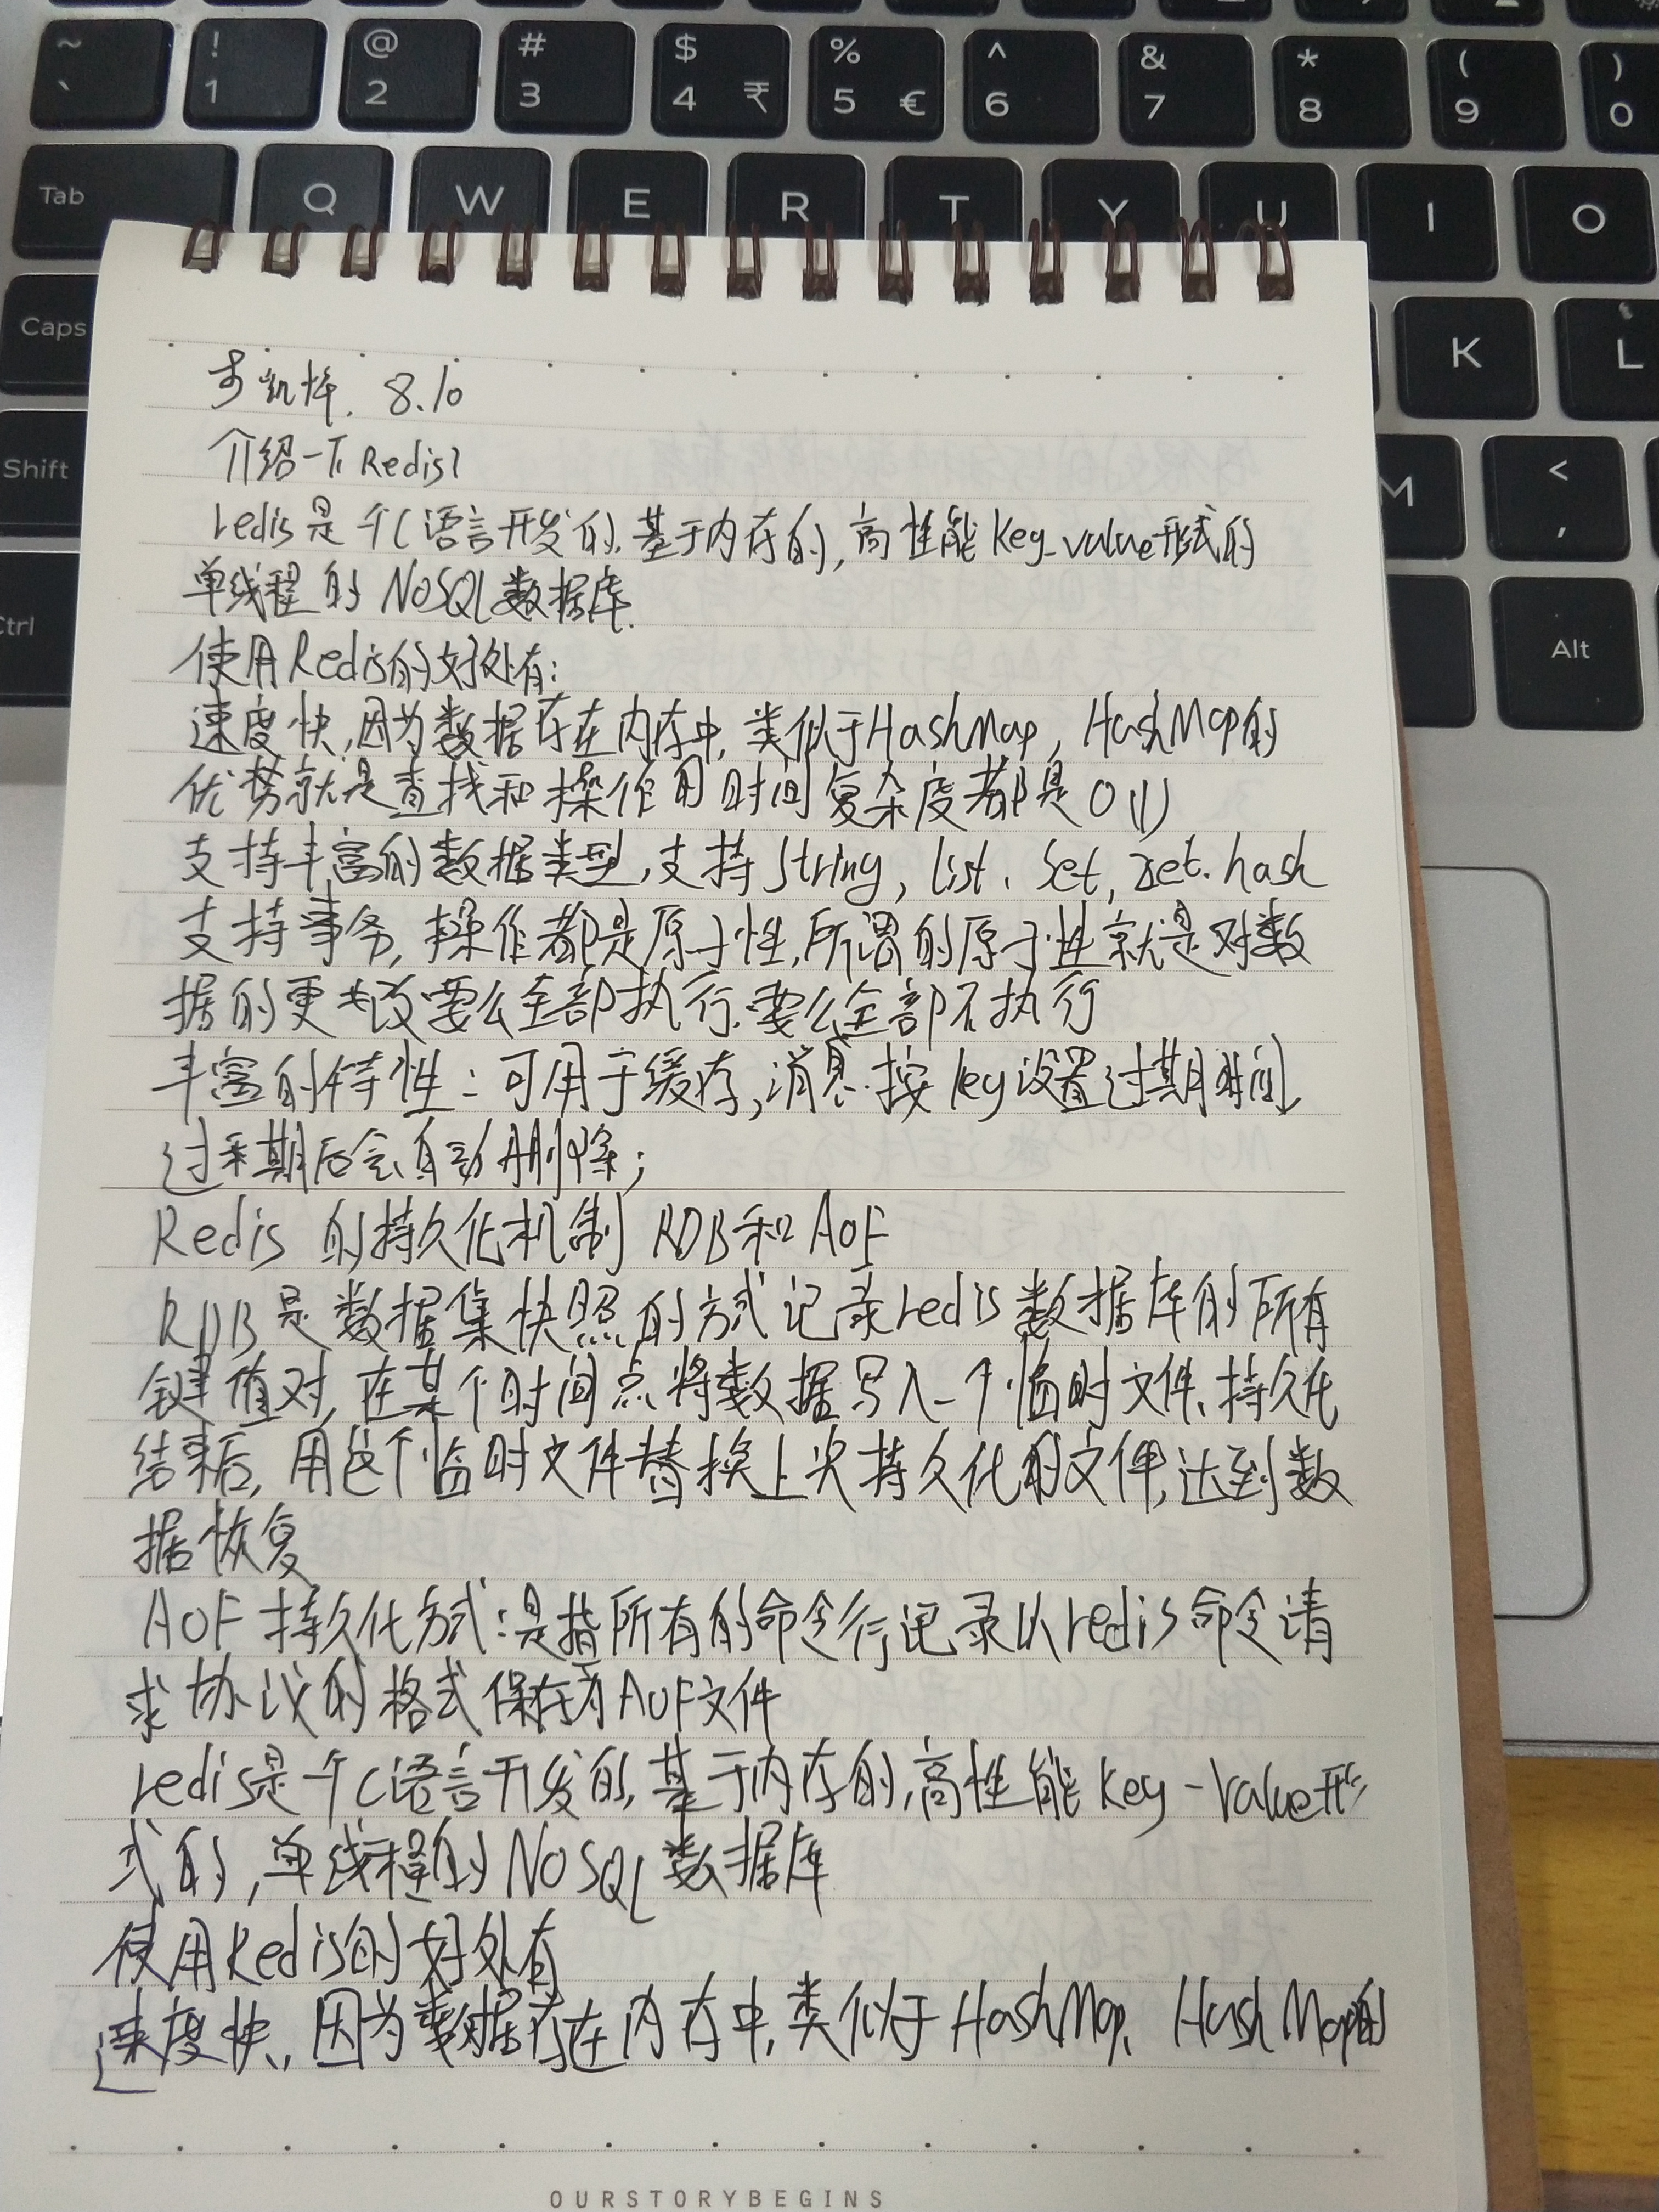 ~ ` ! 1 @ 2 # 3 $ 4 ₹ % 5 € ^ 6 & 7 * 8 ( 9 ) 0
Tab Q W E R T Y U I O
Caps K L
Shift M < ,
Ctrl Alt
8.10
介绍一下Redis?
redis是个C语言开发的,基于内存的,高性能key-value形式的
单线程的NoSQL数据库.
使用Redis的好处有:
速度快,因为数据存在内存中,类似于HashMap,HashMap的
优势就是查找和操作的时间复杂度都是O(1)
支持丰富的数据类型,支持String,list,set,zset.hash
支持事务,操作都是原子性,所谓的原子性就是对数
据的更改要么全部执行.要么全部不执行
丰富的特性:可用于缓存,消息.按key设置过期时间,
过期后会自动删除;
Redis 的持久化机制 RDB和AOF
RDB是数据集快照的方式记录redis数据库的所有
键值对,在某个时间点将数据写入一个临时文件,持久化
结束后,用这个临时文件替换上次持久化的文件,达到数
据恢复
AOF持久化方式:是指所有的命令行记录以redis命令请
求协议的格式保存为AOF文件
redis是个C语言开发的,基于内存的,高性能key-value形
式的,单线程的NOSQL数据库
使用Redis的好处有
速度快,因为数据存在内存中,类似于HashMap,HashMap的
OURSTORYBEGINS